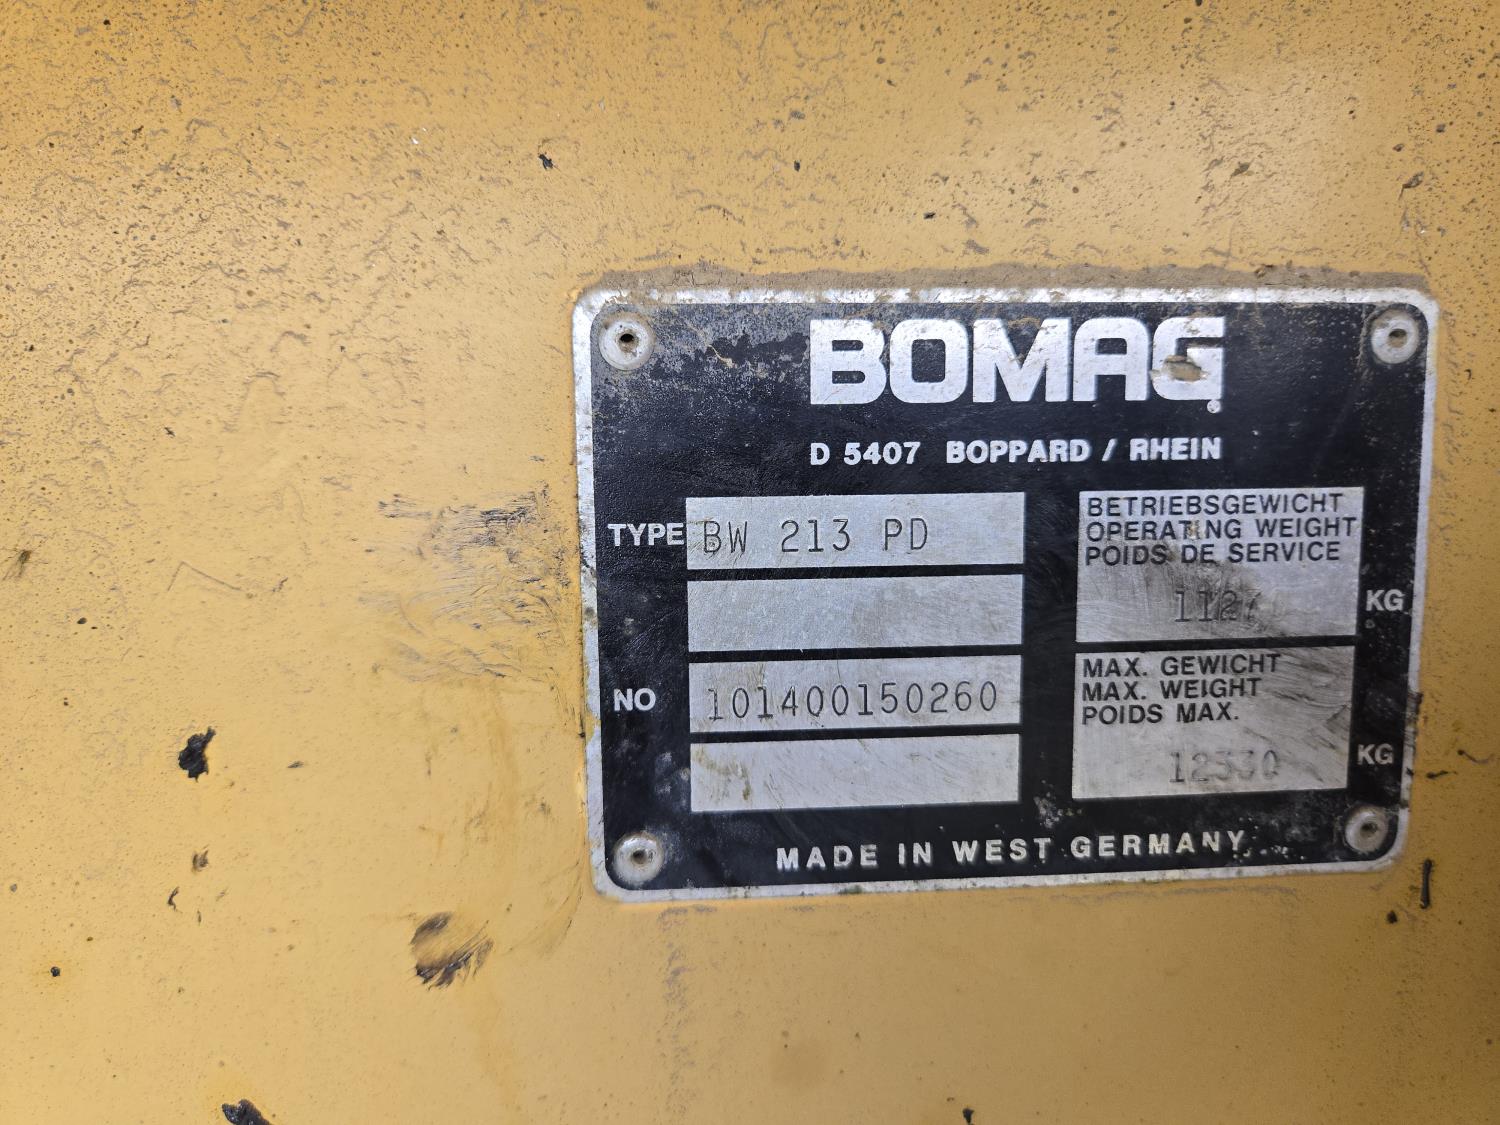 BOMAG
D 5407 BOPPARD / RHEIN
TYPE BW 213 PD
NO 101400150260
BETRIEBSGEWICHT
OPERATING WEIGHT
POIDS DE SERVICE
KG
MAX. GEWICHT
MAX. WEIGHT
POIDS MAX.
KG
MADE IN WEST GERMANY